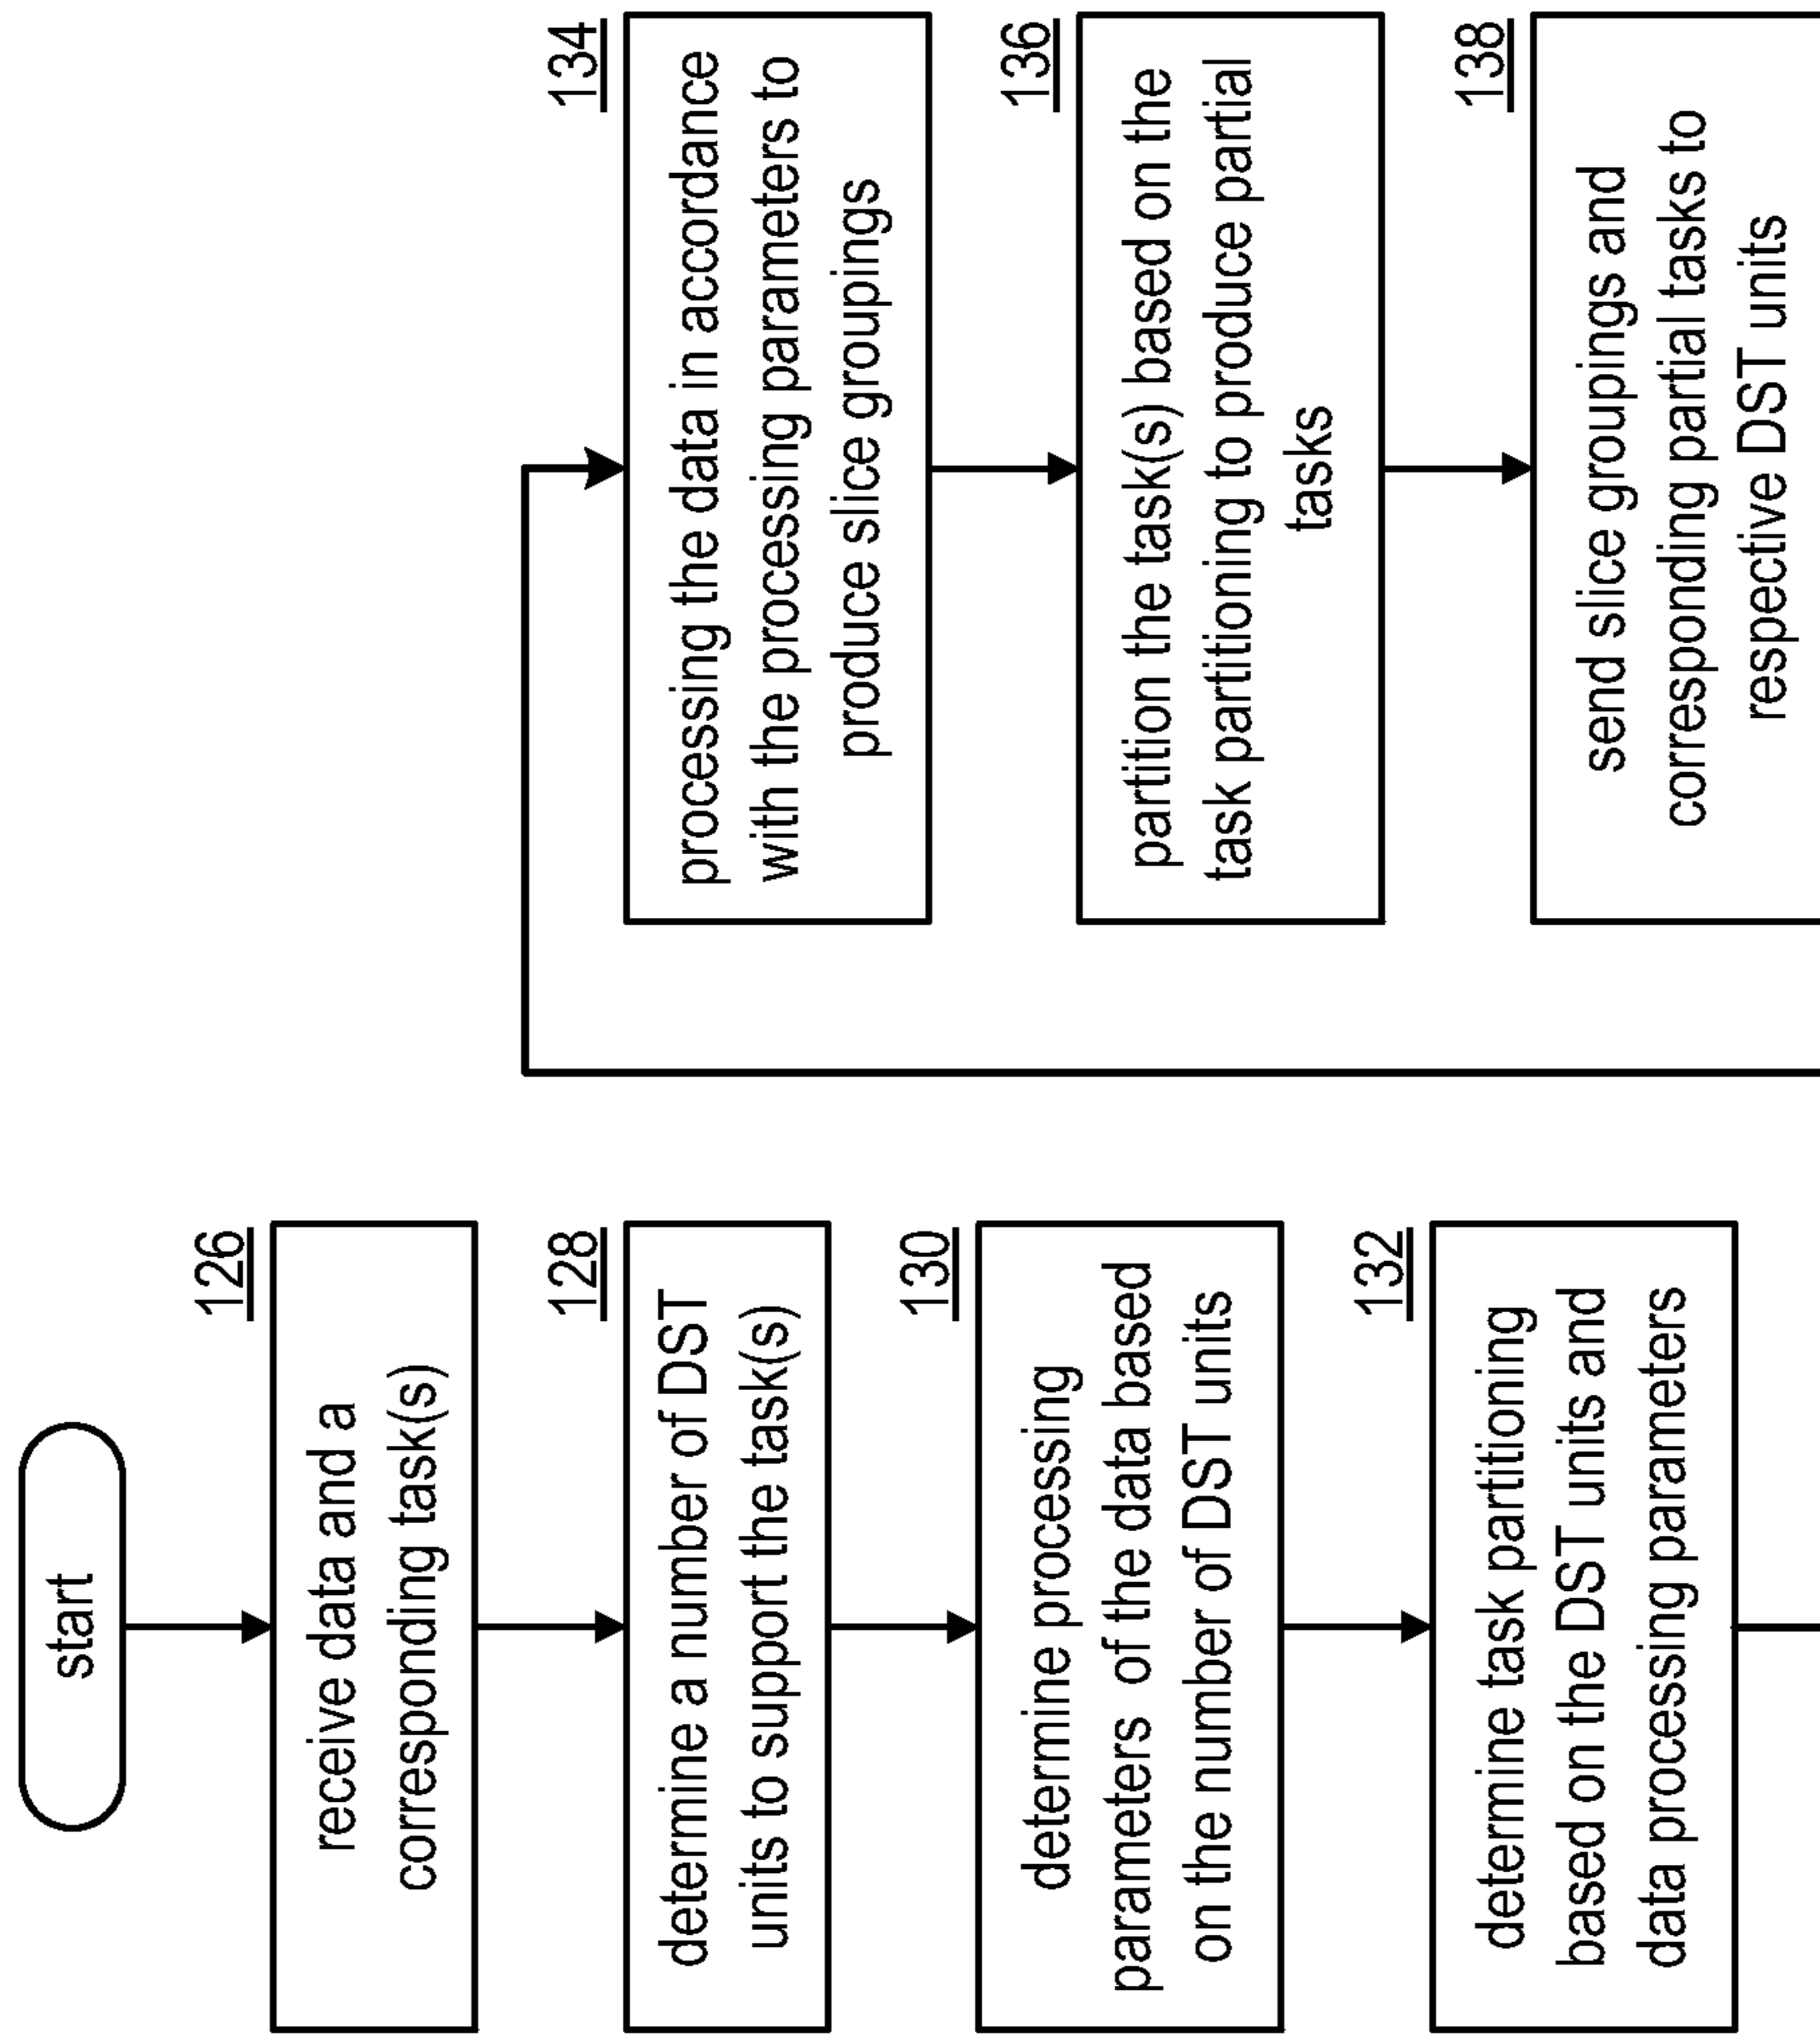 start
126
receive data and a
corresponding task(s)
128
determine a number of DST
units to support the task(s)
130
determine processing
parameters of the data based
on the number of DST units
132
determine task partitioning
based on the DST units and
data processing parameters
134
processing the data in accordance
with the processing parameters to
produce slice groupings
136
partition the task(s) based on the
task partitioning to produce partial
tasks
138
send slice groupings and
corresponding partial tasks to
respective DST units